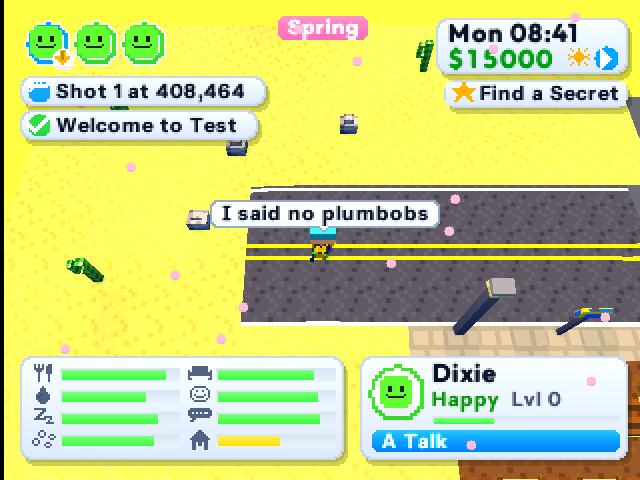 Spring
Mon 08:41
$15000
Shot 1 at 408,464
Find a Secret
Welcome to Test
I said no plumbobs
Dixie
Happy Lvl 0
A Talk